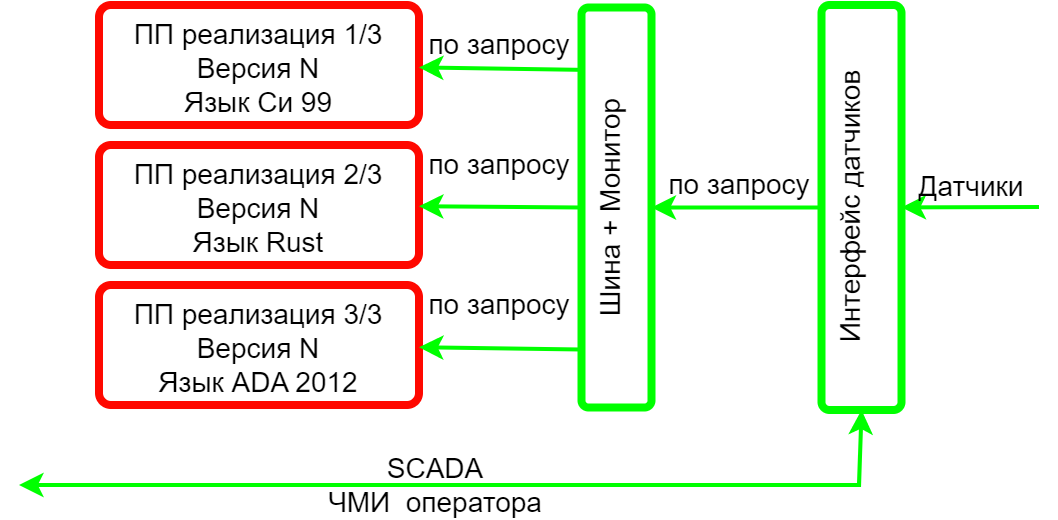 ПП реализация 1/3
Версия N
Язык Си 99
по запросу
ПП реализация 2/3
Версия N
Язык Rust
по запросу
ПП реализация 3/3
Версия N
Язык ADA 2012
по запросу
Шина + Монитор
по запросу
Интерфейс датчиков
Датчики
SCADA
ЧМИ оператора